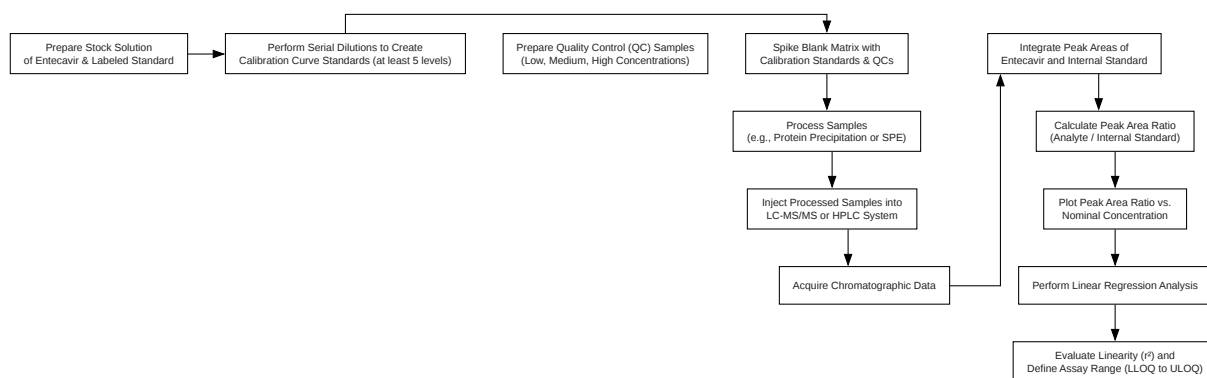 Prepare Stock Solution
of Entecavir & Labeled Standard
Perform Serial Dilutions to Create
Calibration Curve Standards (at least 5 levels)
Prepare Quality Control (QC) Samples
(Low, Medium, High Concentrations)
Spike Blank Matrix with
Calibration Standards & QCs
Process Samples
(e.g., Protein Precipitation or SPE)
Inject Processed Samples into
LC-MS/MS or HPLC System
Acquire Chromatographic Data
Integrate Peak Areas of
Entecavir and Internal Standard
Calculate Peak Area Ratio
(Analyte / Internal Standard)
Plot Peak Area Ratio vs.
Nominal Concentration
Perform Linear Regression Analysis
Evaluate Linearity (r²) and
Define Assay Range (LLOQ to ULOQ)